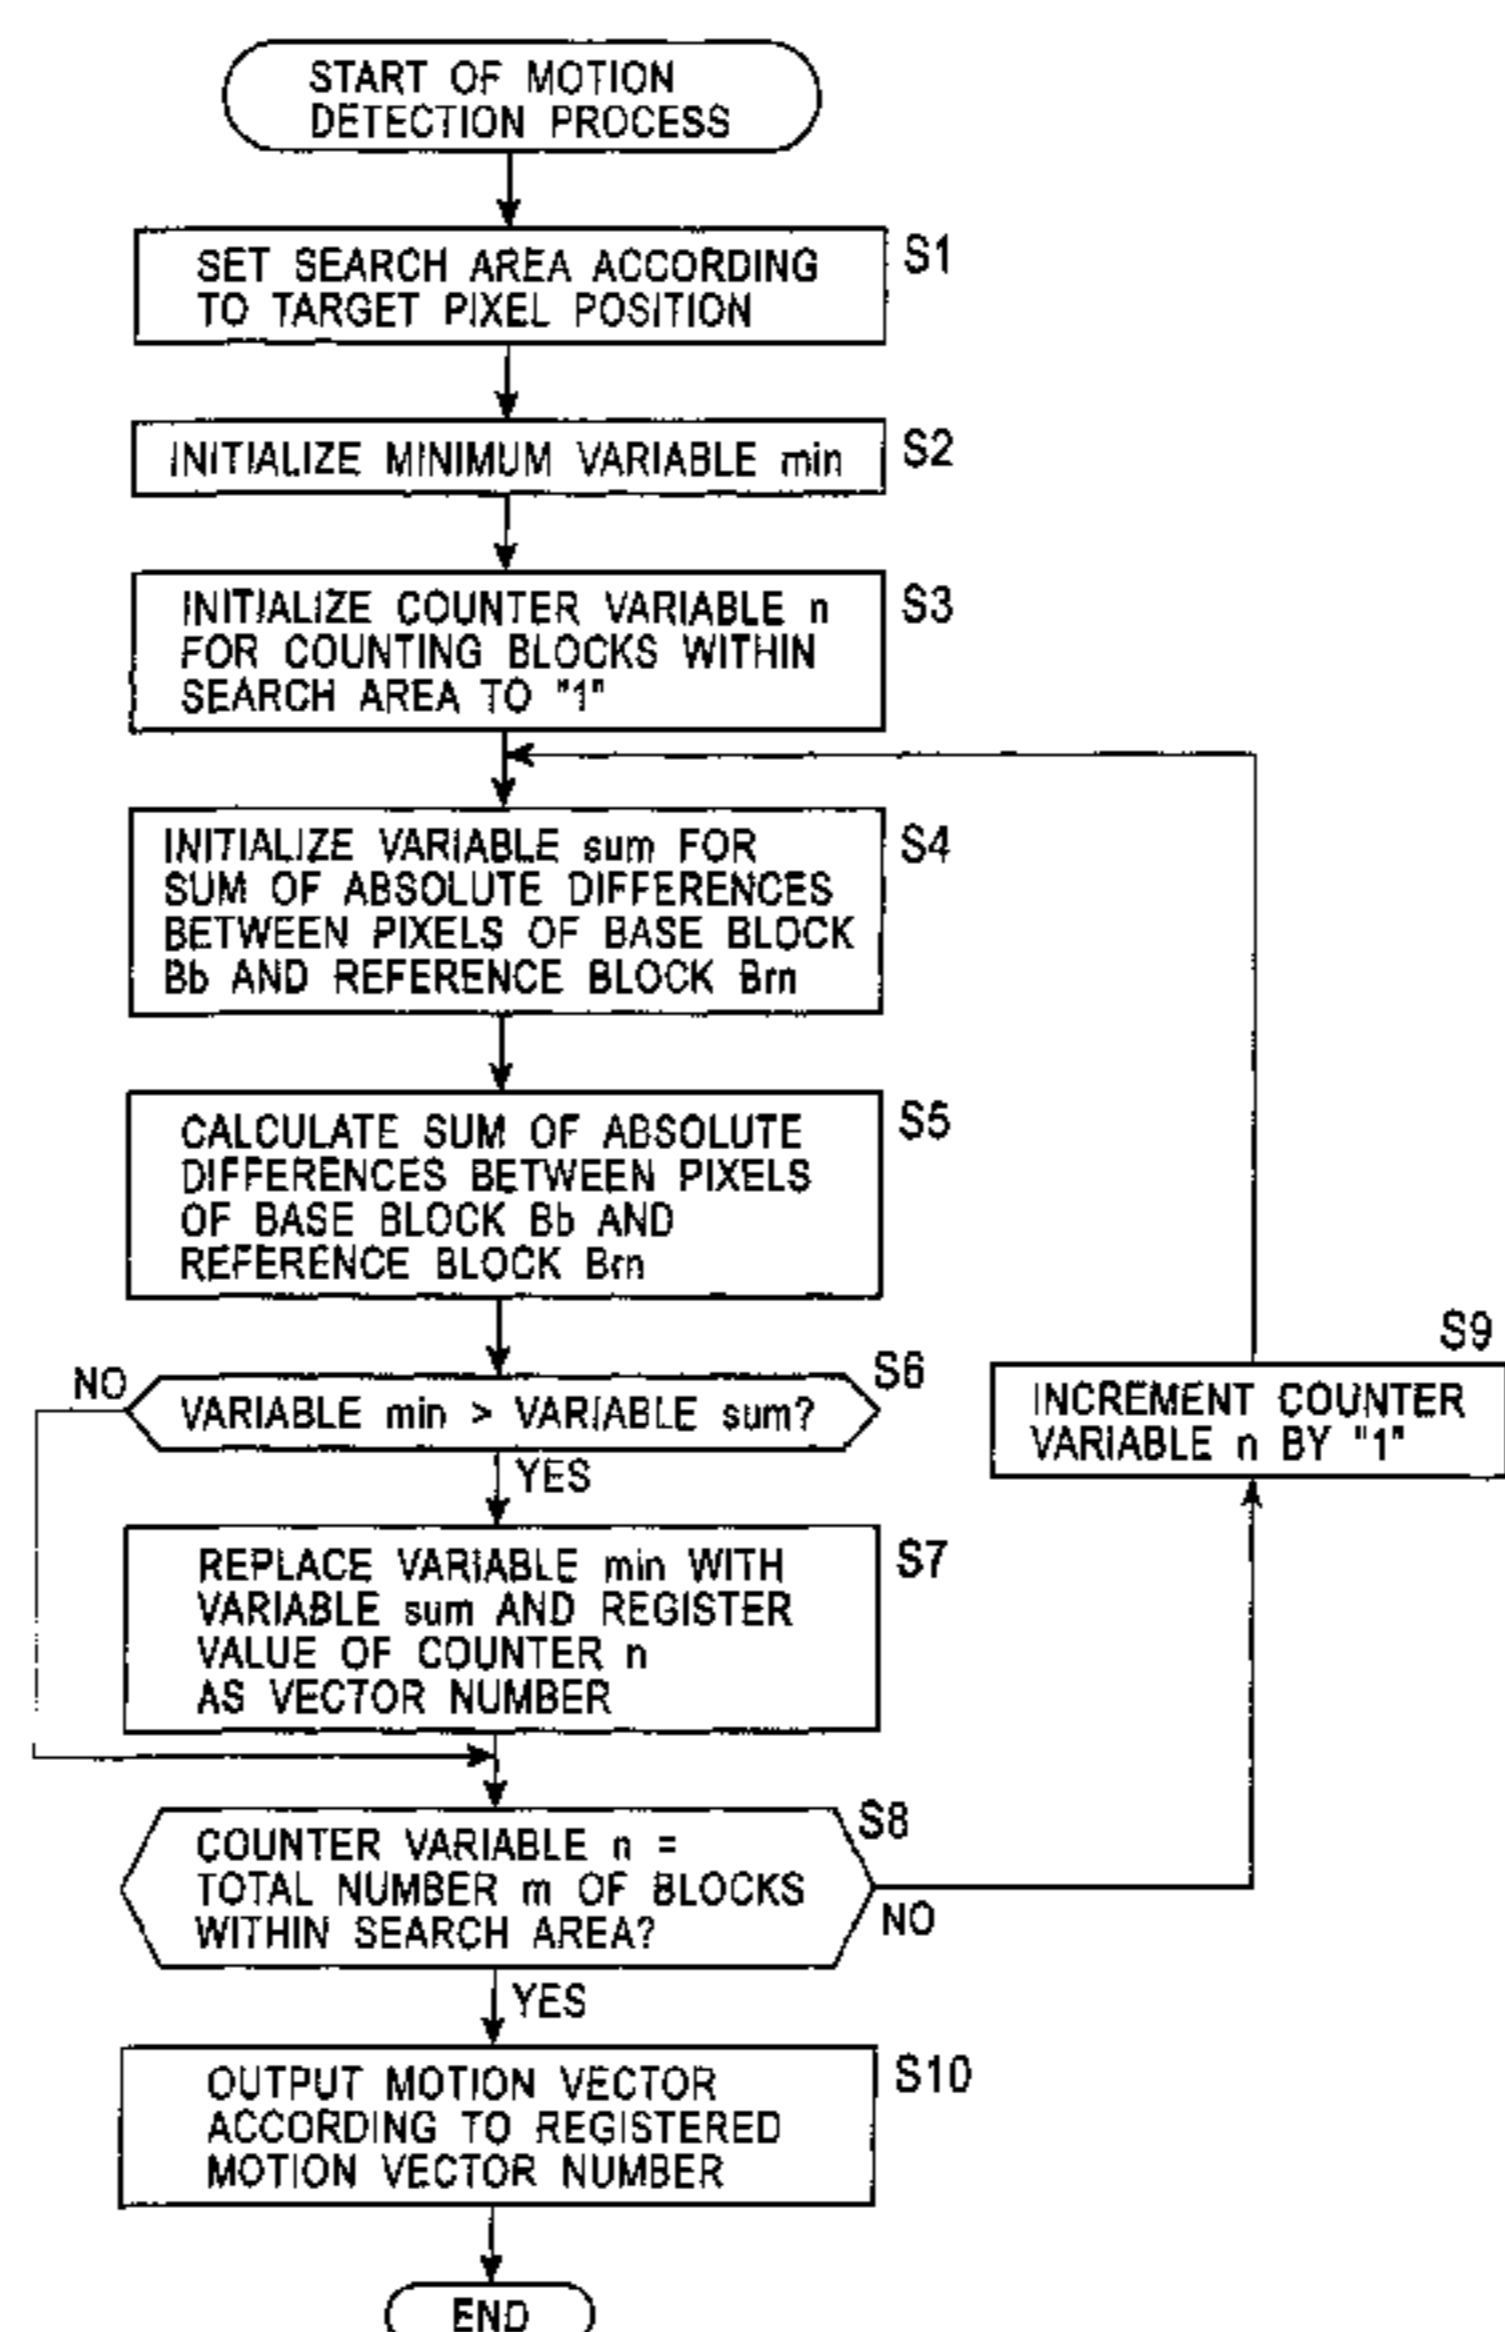 START OF MOTION
DETECTION PROCESS
SET SEARCH AREA ACCORDING
TO TARGET PIXEL POSITION
S1
INITIALIZE MINIMUM VARIABLE min
S2
INITIALIZE COUNTER VARIABLE n
FOR COUNTING BLOCKS WITHIN
SEARCH AREA TO "1"
S3
INITIALIZE VARIABLE sum FOR
SUM OF ABSOLUTE DIFFERENCES
BETWEEN PIXELS OF BASE BLOCK
Bb AND REFERENCE BLOCK Brn
S4
CALCULATE SUM OF ABSOLUTE
DIFFERENCES BETWEEN PIXELS
OF BASE BLOCK Bb AND
REFERENCE BLOCK Brn
S5
NO
VARIABLE min > VARIABLE sum?
S6
YES
S9
INCREMENT COUNTER
VARIABLE n BY "1"
REPLACE VARIABLE min WITH
VARIABLE sum AND REGISTER
VALUE OF COUNTER n
AS VECTOR NUMBER
S7
COUNTER VARIABLE n =
TOTAL NUMBER m OF BLOCKS
WITHIN SEARCH AREA?
S8
NO
YES
OUTPUT MOTION VECTOR
ACCORDING TO REGISTERED
MOTION VECTOR NUMBER
S10
END